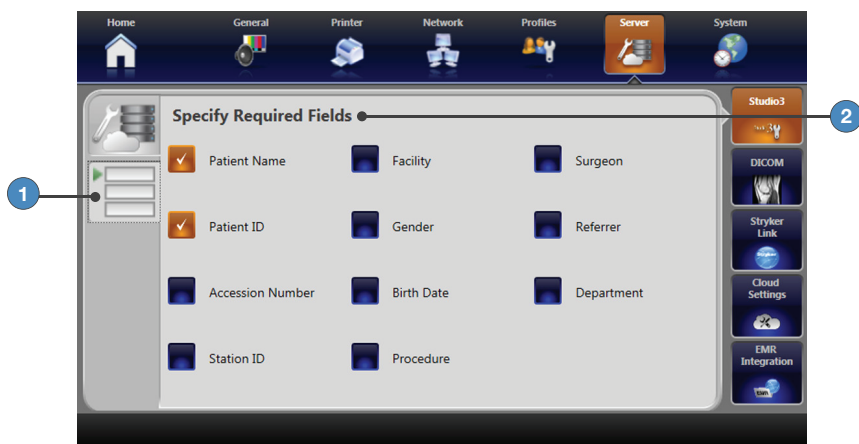 Home General Printer Network Profiles Server System
Specify Required Fields
Patient Name Facility Surgeon
Patient ID Gender Referrer
Accession Number Birth Date Department
Station ID Procedure
Studio3
DICOM
Stryker
Link
Cloud
Settings
EMR
Integration
1
2